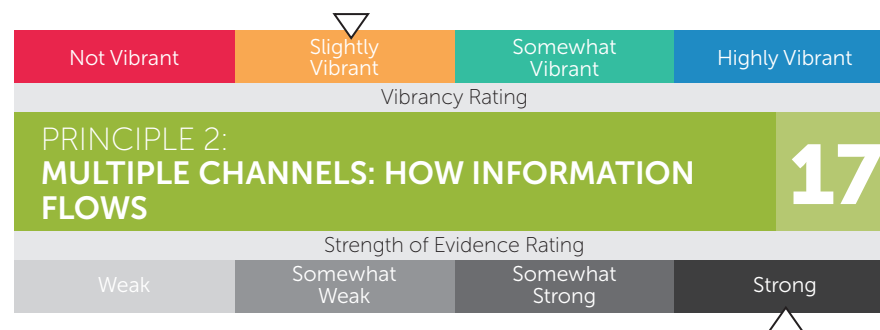 Not Vibrant
Slightly
Vibrant
Somewhat
Vibrant
Highly Vibrant
Vibrancy Rating
PRINCIPLE 2:
MULTIPLE CHANNELS: HOW INFORMATION
FLOWS
17
Strength of Evidence Rating
Weak
Somewhat
Weak
Somewhat
Strong
Strong